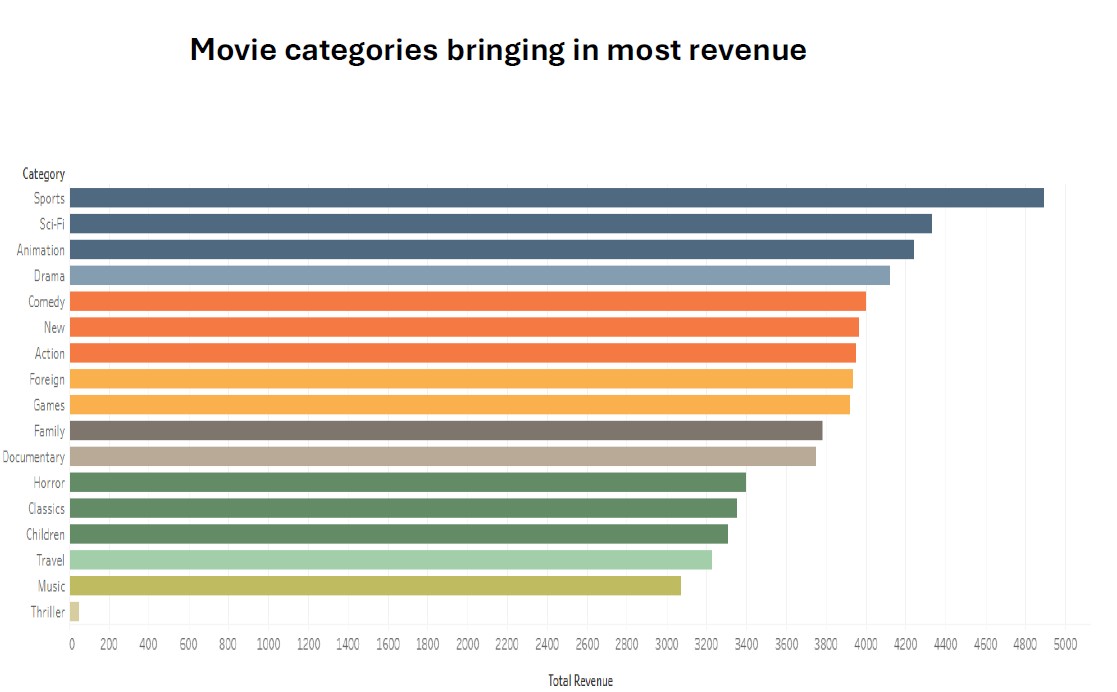 Movie categories bringing in most revenue
Category
Sports
Sci-Fi
Animation
Drama
Comedy
New
Action
Foreign
Games
Family
Documentary
Horror
Classics
Children
Travel
Music
Thriller
0 200 400 600 800 1000 1200 1400 1600 1800 2000 2200 2400 2600 2800 3000 3200 3400 3600 3800 4000 4200 4400 4600 4800 5000
Total Revenue